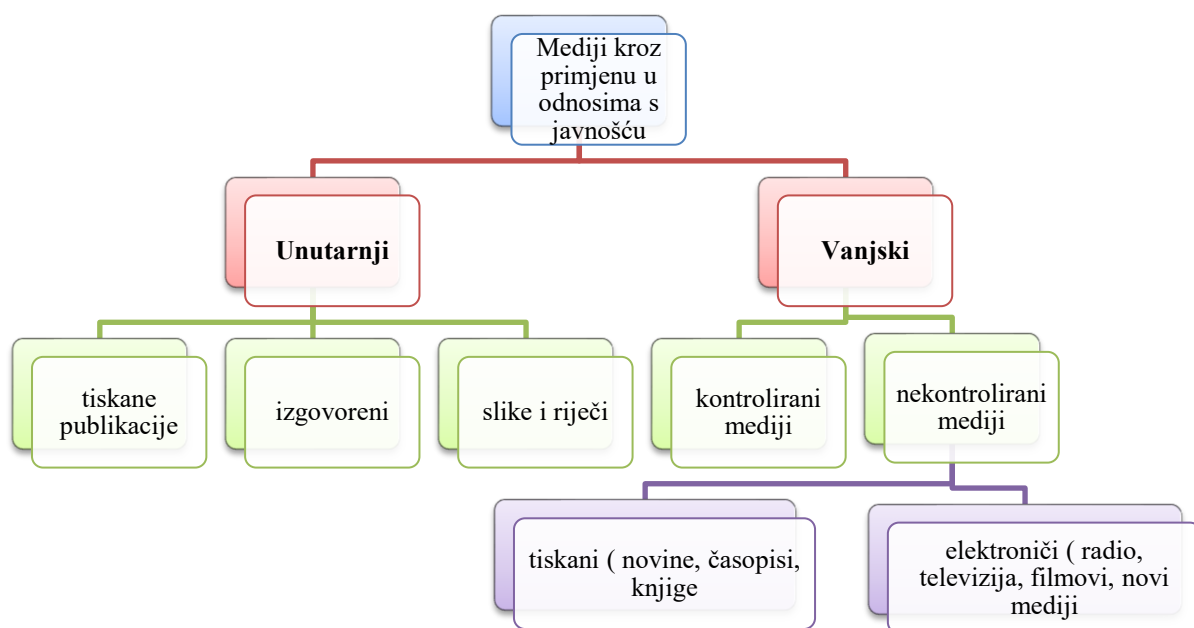 Mediji kroz
primjenu u
odnosima s
javnošću
Unutarnji
Vanjski
tiskane
publikacije
izgovoreni
slike i riječi
kontrolirani
mediji
nekontrolirani
mediji
tiskani ( novine, časopisi,
knjige
elektroniči ( radio,
televizija, filmovi, novi
mediji